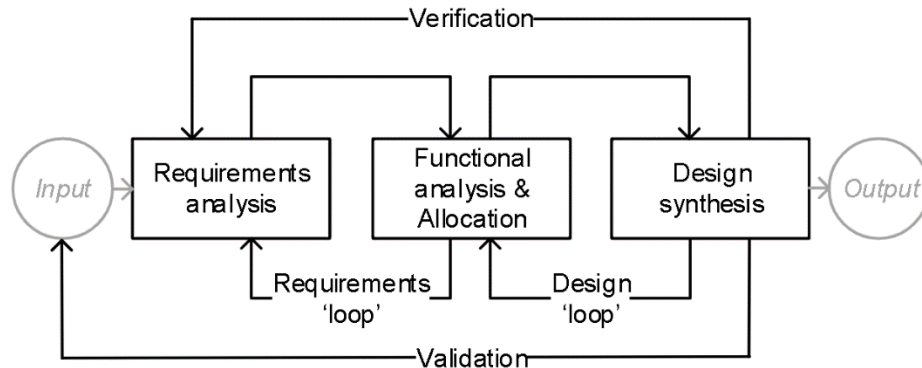 Verification
Input
Requirements
analysis
Functional
analysis &
Allocation
Design
synthesis
Output
Requirements
‘loop’
Design
‘loop’
Validation